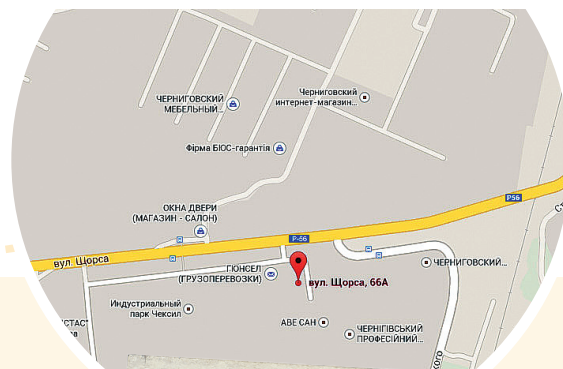 Черниговский
интернет-магазин...
ЧЕРНИГОВСКИЙ
МЕБЕЛЬНЫЙ...
Фірма БІОС-гарантія
P56
ОКНА ДВЕРИ
(МАГАЗИН - САЛОН)
P-56
вул. Щорса
ГЮНСЕЛ
(ГРУЗОПЕРЕВОЗКИ)
ЧЕРНИГОВСКИЙ...
вул. Щорса, 66А
Индустриальный
парк Чексил
АВЕ САН
ЧЕРНІГІВСЬКИЙ
ПРОФЕСІЙНИЙ...